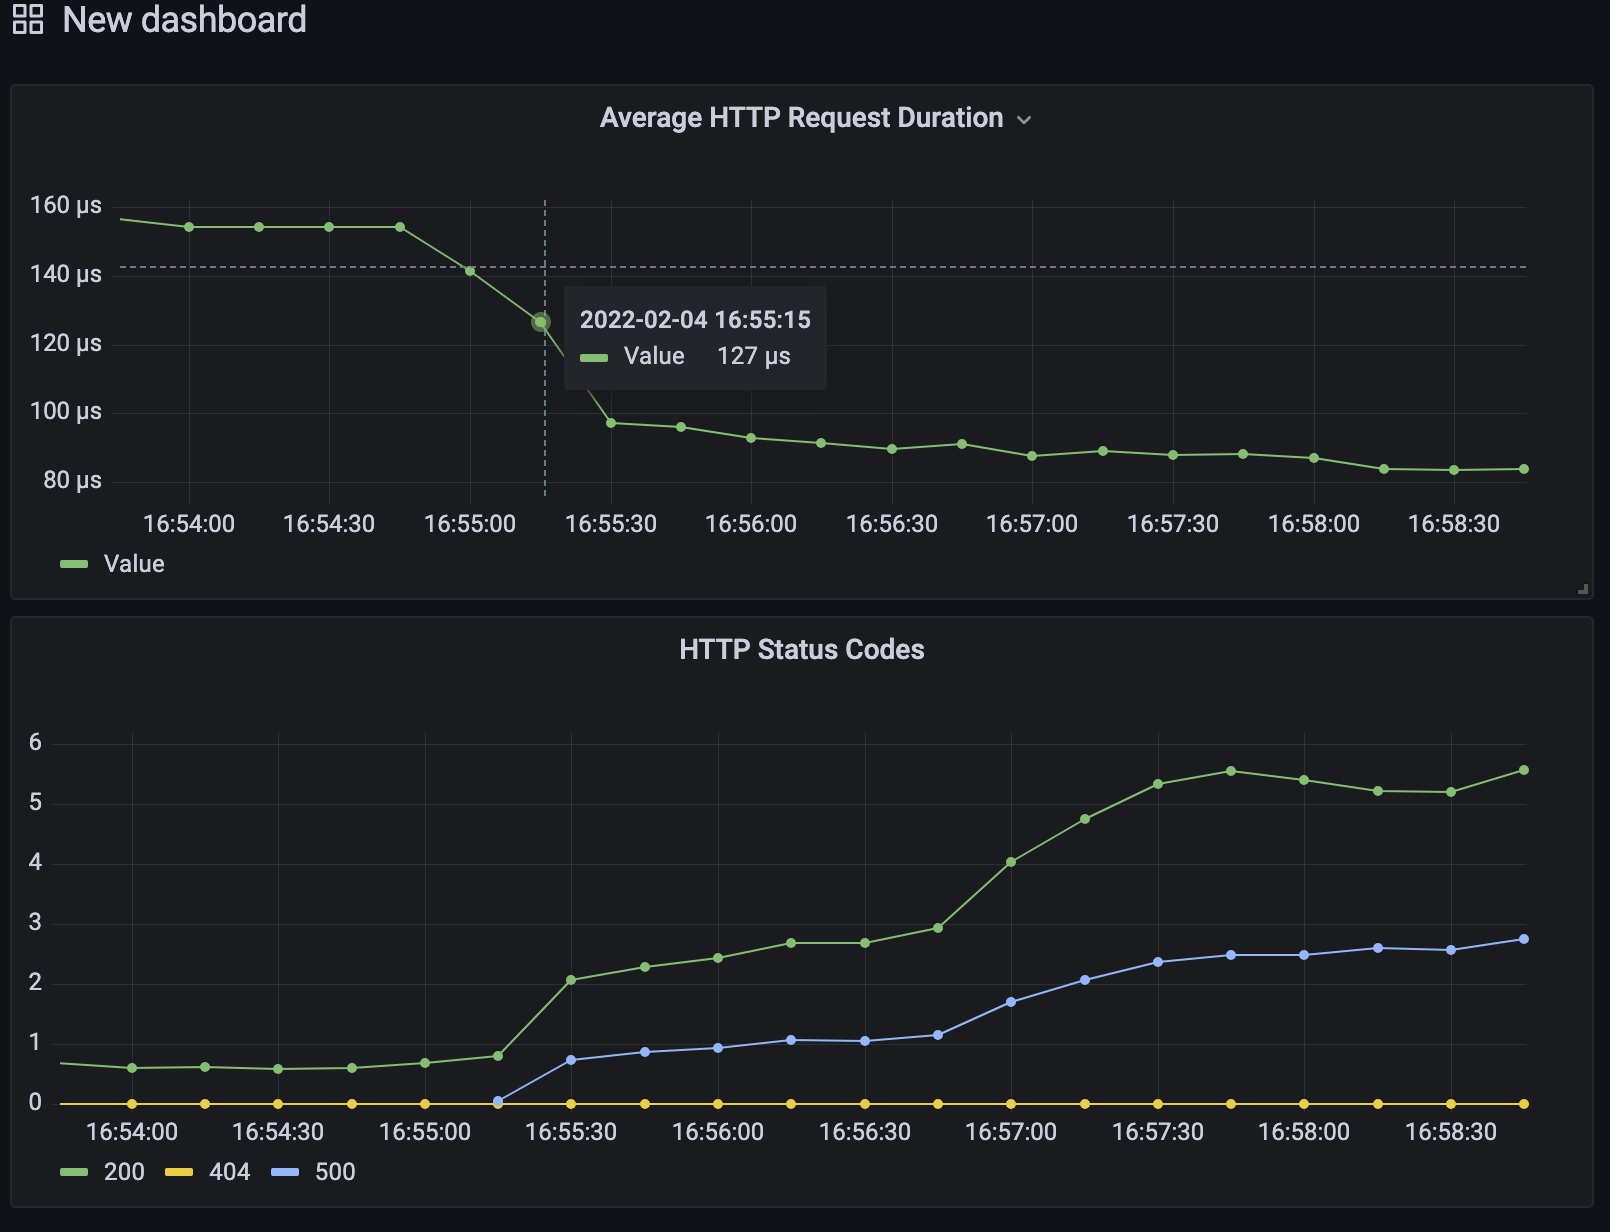 New dashboard
Average HTTP Request Duration
160 µs
140 µs
120 µs
100 µs
80 µs
2022-02-04 16:55:15
Value 127 µs
16:54:00 16:54:30 16:55:00 16:55:30 16:56:00 16:56:30 16:57:00 16:57:30 16:58:00 16:58:30
Value
HTTP Status Codes
6
5
4
3
2
1
0
16:54:00 16:54:30 16:55:00 16:55:30 16:56:00 16:56:30 16:57:00 16:57:30 16:58:00 16:58:30
200 404 500